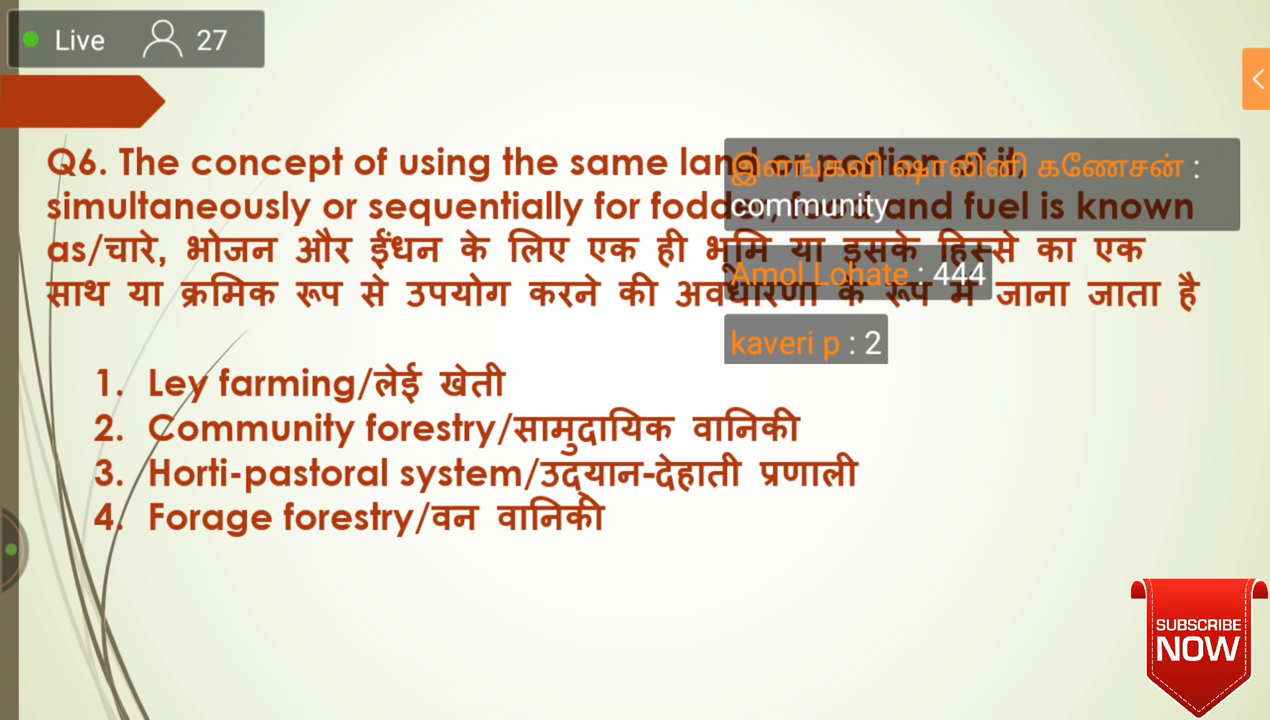 Live 27
Q6. The concept of using the same land or potion of it,
இளங்கவி ஷாலினி கணேசன் :
community
simultaneously or sequentially for fodder, food and fuel is known
as/चारे, भोजन और ईंधन के लिए एक ही भूमि या इसके हिस्से का एक
Amol Lohate : 444
साथ या क्रमिक रूप से उपयोग करने की अवधारणा के रूप में जाना जाता है
kaveri p : 2
1. Ley farming/लेई खेती
2. Community forestry/सामुदायिक वानिकी
3. Horti-pastoral system/उद्यान-देहाती प्रणाली
4. Forage forestry/वन वानिकी
SUBSCRIBE
NOW